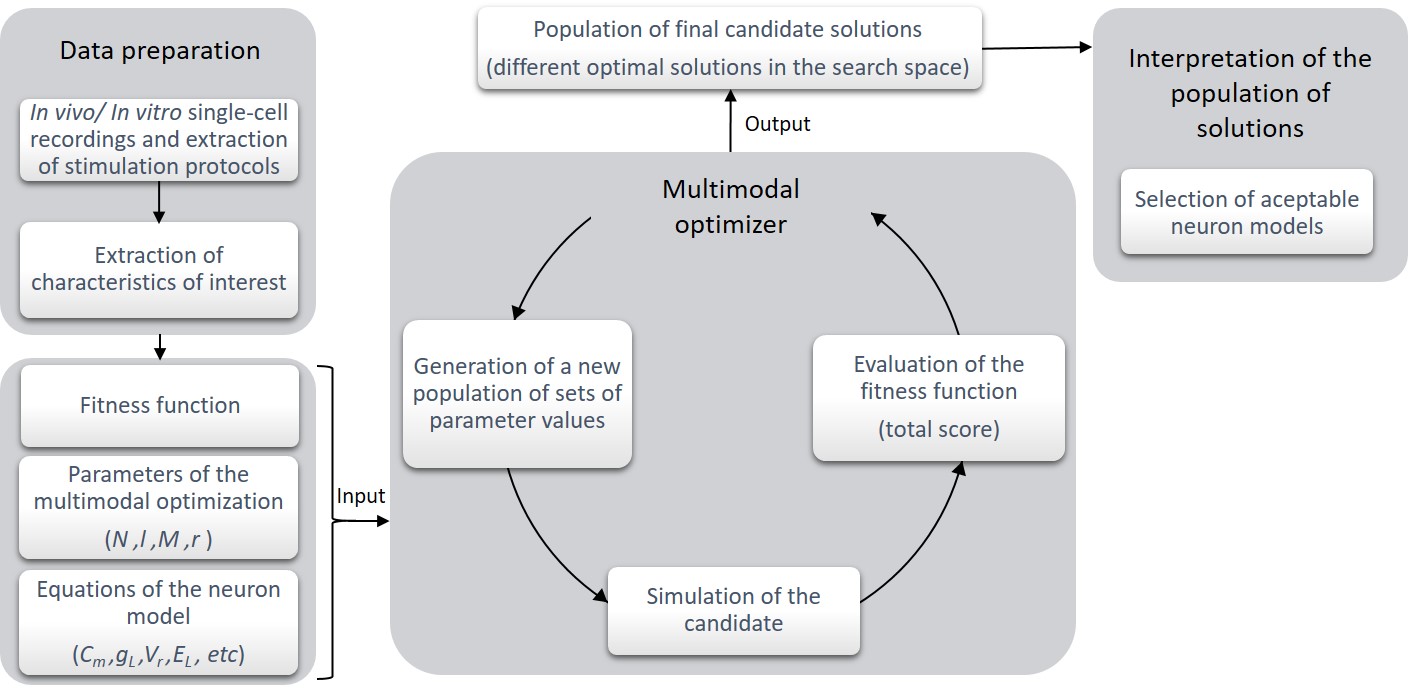 Data preparation
In vivo/ In vitro single-cell
recordings and extraction
of stimulation protocols
Extraction of
characteristics of interest
Fitness function
Parameters of the
multimodal optimization
(N ,l ,M ,r )
Equations of the neuron
model
(Cm,gL,Vr,EL, etc)
Input
Multimodal
optimizer
Generation of a new
population of sets of
parameter values
Simulation of the
candidate
Evaluation of the
fitness function
(total score)
Output
Population of final candidate solutions
(different optimal solutions in the search space)
Interpretation of the
population of
solutions
Selection of aceptable
neuron models